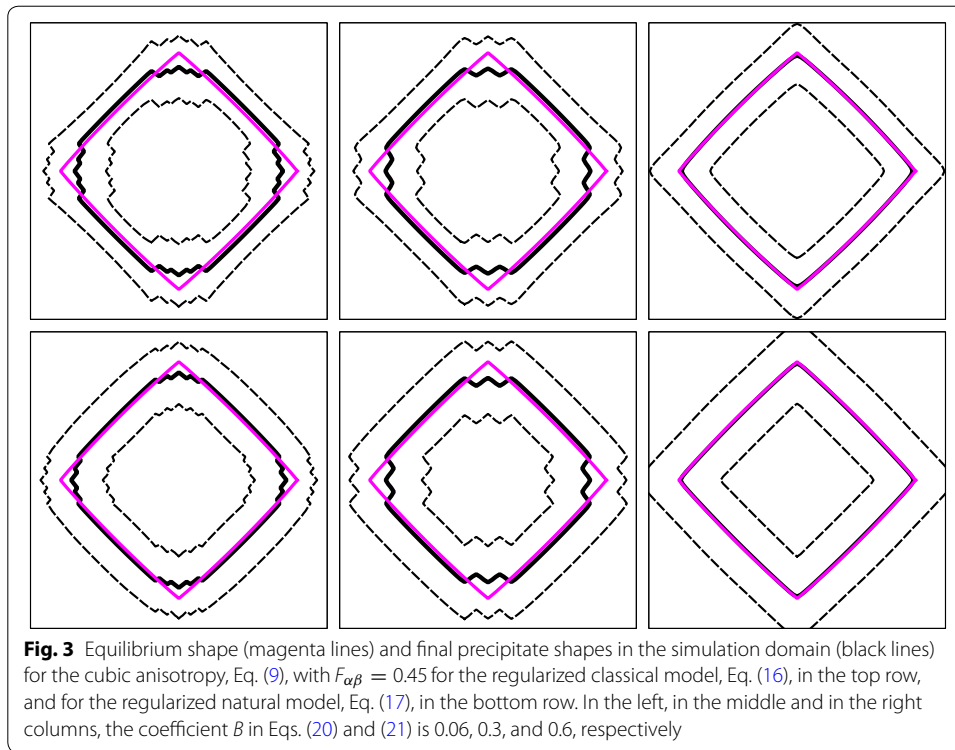 Fig. 3 Equilibrium shape (magenta lines) and final precipitate shapes in the simulation domain (black lines)
for the cubic anisotropy, Eq. (9), with Fαβ = 0.45 for the regularized classical model, Eq. (16), in the top row,
and for the regularized natural model, Eq. (17), in the bottom row. In the left, in the middle and in the right
columns, the coefficient B in Eqs. (20) and (21) is 0.06, 0.3, and 0.6, respectively